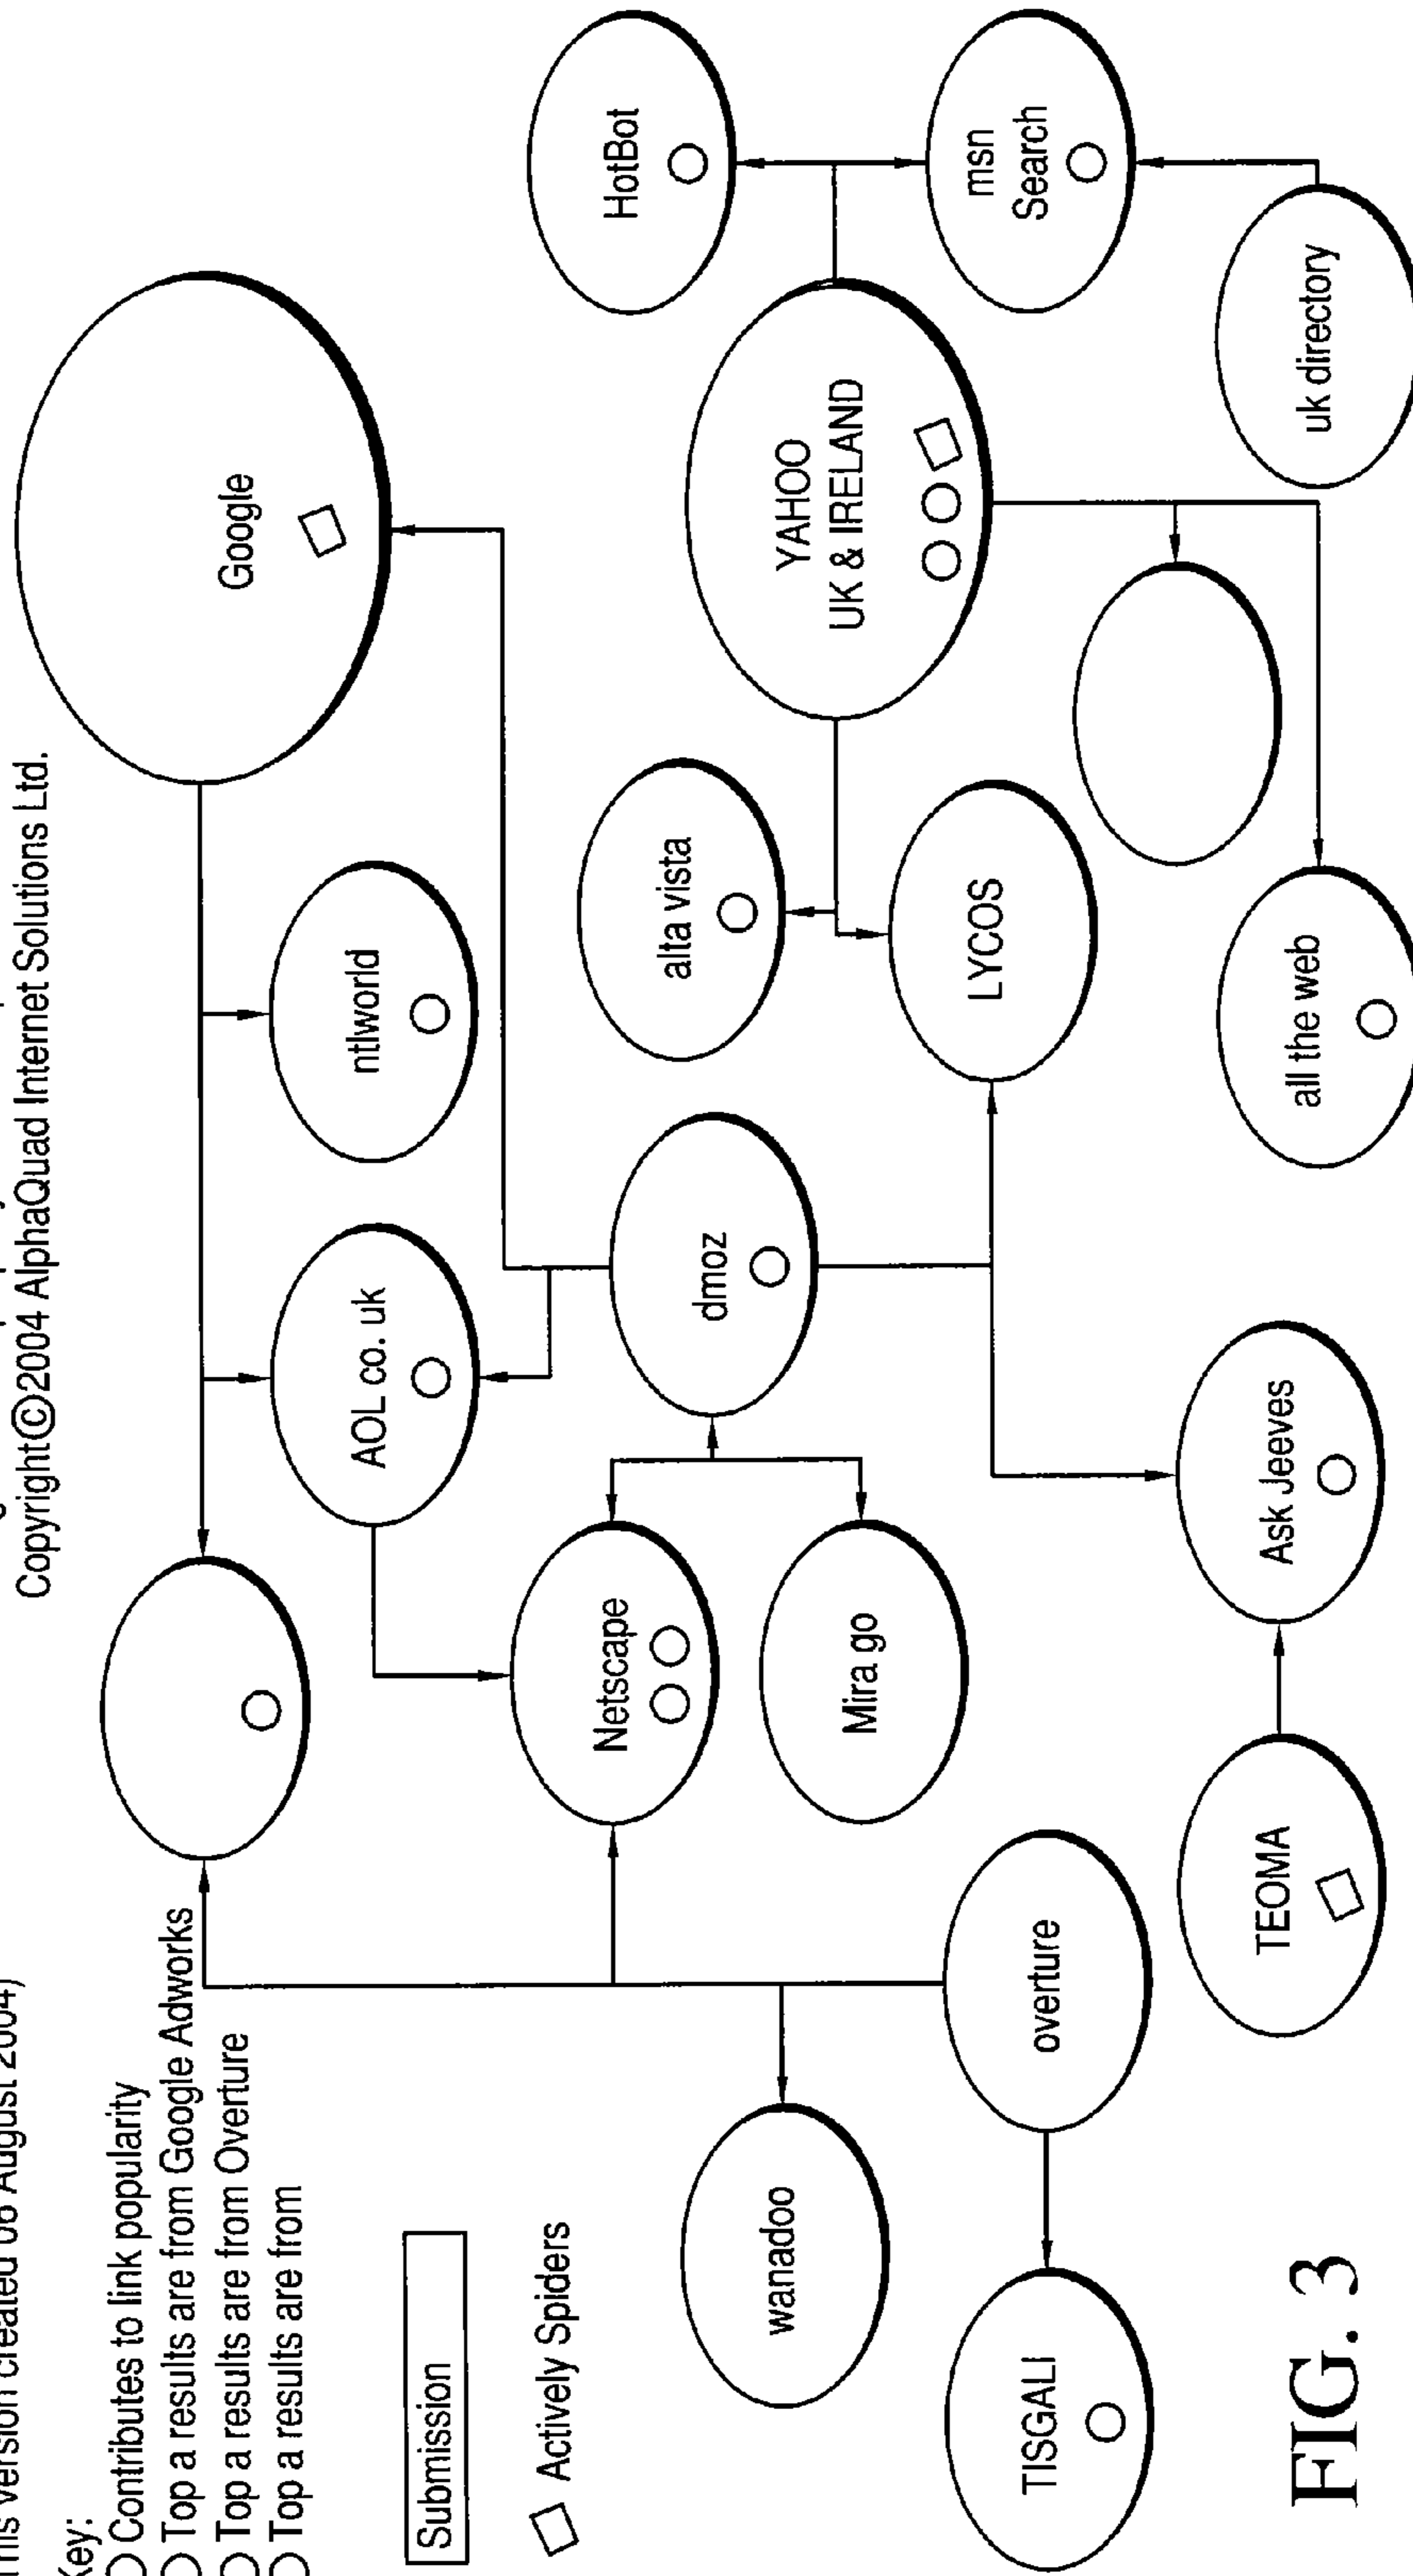 This version created 06 August 2004)
Copyright©2004 AlphaQuad Internet Solutions Ltd.
Key:
Contributes to link popularity
Top a results are from Google Adworks
Top a results are from Overture
Top a results are from
Submission
Actively Spiders
Google
ntlworld
AOL co. uk
HotBot
alta vista
dmoz
Netscape
YAHOO
UK & IRELAND
msn
Search
LYCOS
Mira go
wanadoo
overture
TISGALI
uk directory
all the web
Ask Jeeves
TEOMA
FIG. 3